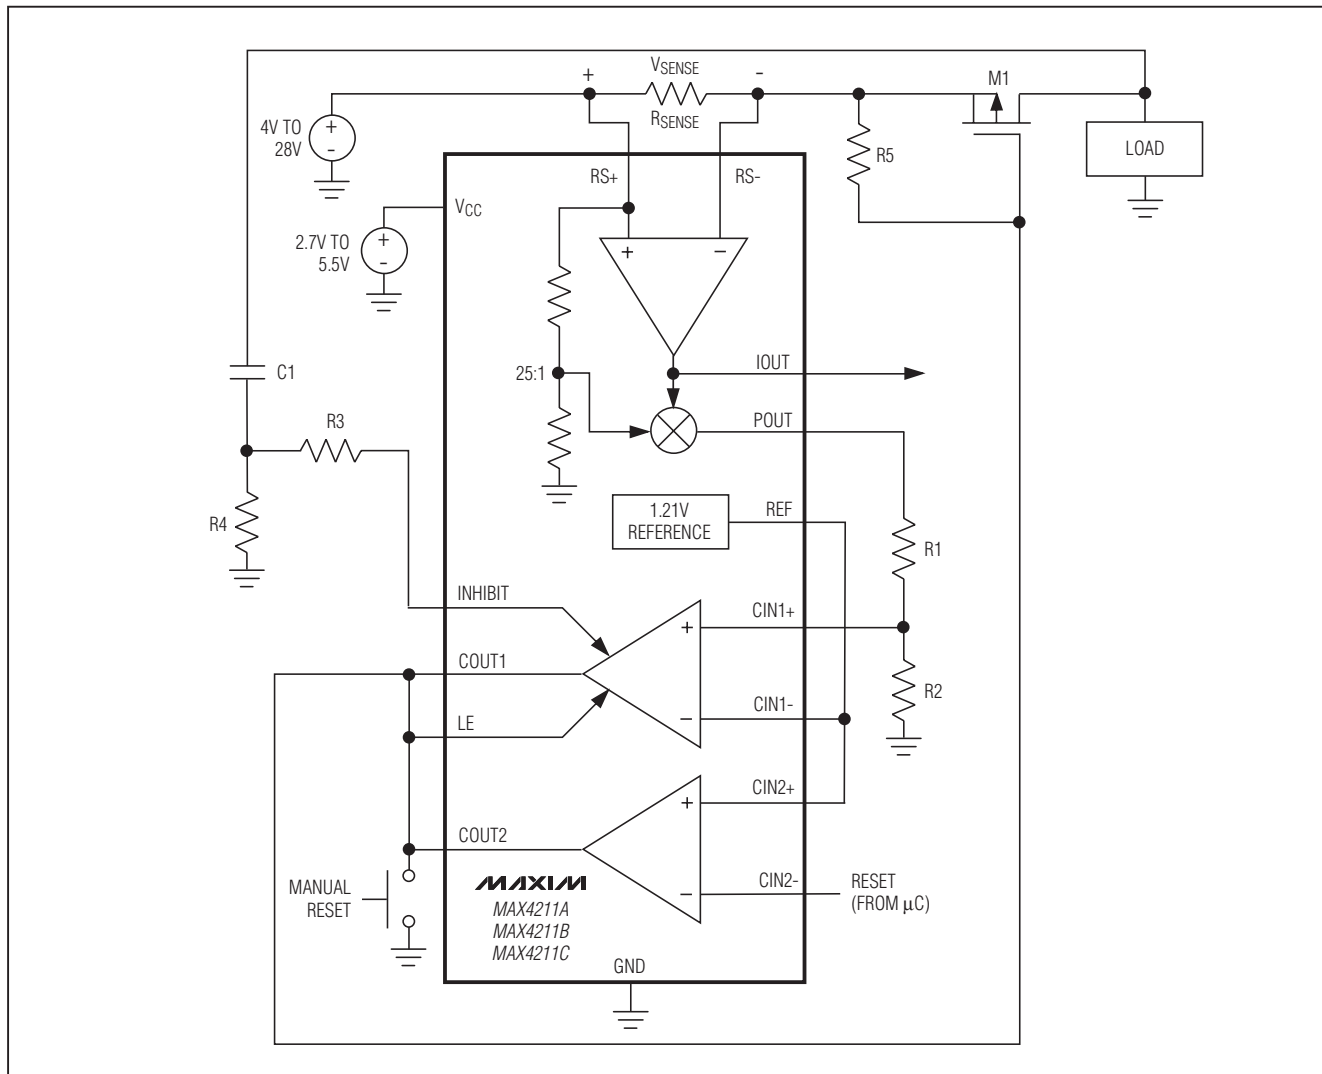 +
VSENSE
-
RSENSE
M1
4V TO
28V
+
-
R5
LOAD
RS+
RS-
VCC
2.7V TO
5.5V
+
-
+
−
C1
25:1
IOUT
R3
POUT
R4
1.21V
REFERENCE
REF
R1
INHIBIT
CIN1+
+
COUT1
R2
LE
CIN1-
−
CIN2+
+
COUT2
MANUAL
RESET
MAXIM
MAX4211A
MAX4211B
MAX4211C
CIN2-
−
RESET
(FROM μC)
GND